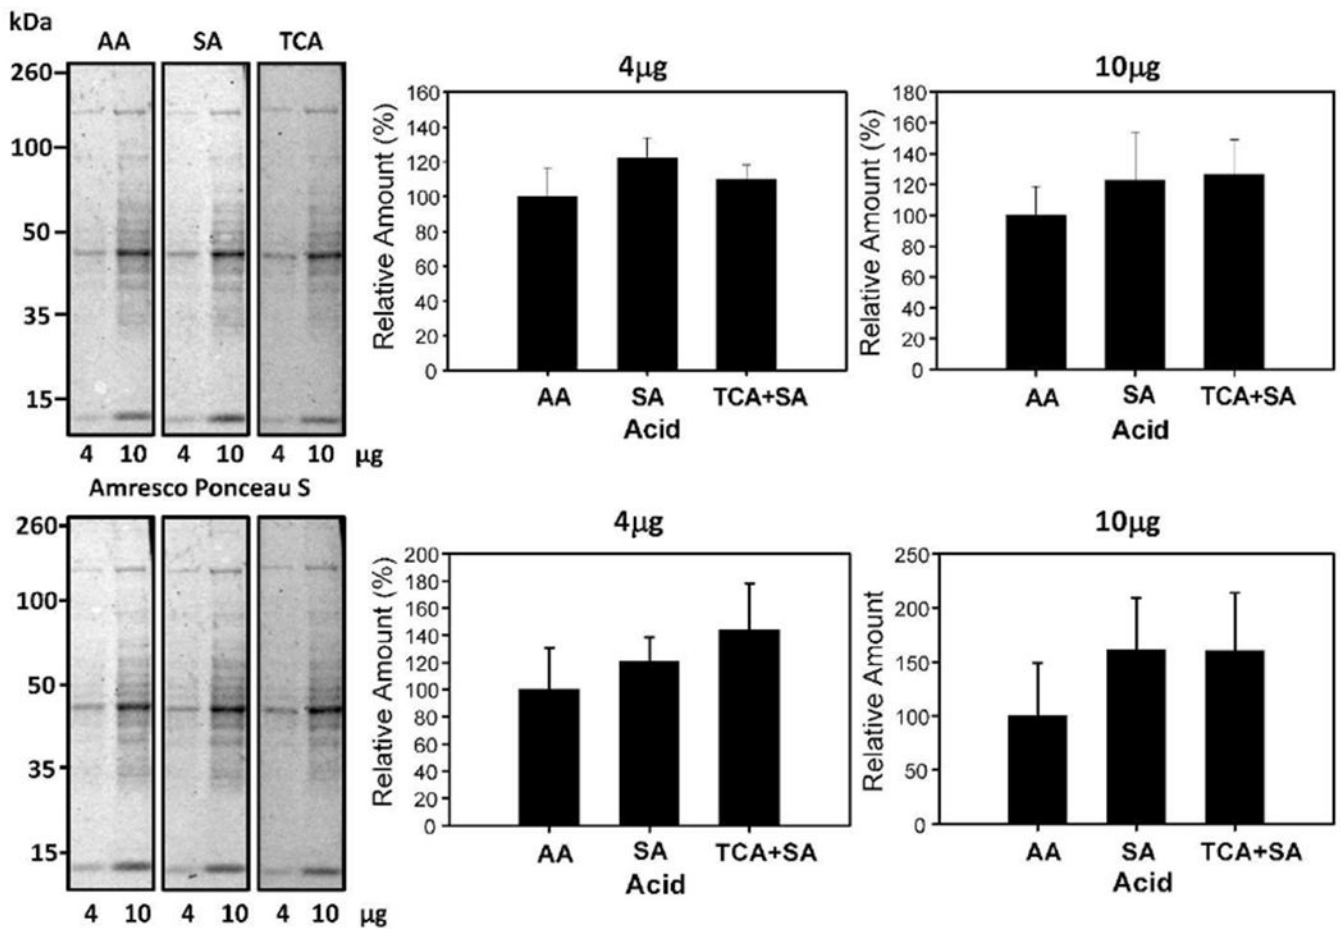 kDa
AA SA TCA
260
100
50
35
15
4 10 4 10 4 10 μg
Amresco Ponceau S
4μg
Relative Amount (%)
160
140
120
100
80
60
40
20
0
AA SA TCA+SA
Acid
10μg
Relative Amount (%)
180
160
140
120
100
80
60
40
20
0
AA SA TCA+SA
Acid
260
100
50
35
15
4 10 4 10 4 10 μg
4μg
Relative Amount (%)
200
180
160
140
120
100
80
60
40
20
0
AA SA TCA+SA
Acid
10μg
Relative Amount
250
200
150
100
50
0
AA SA TCA+SA
Acid